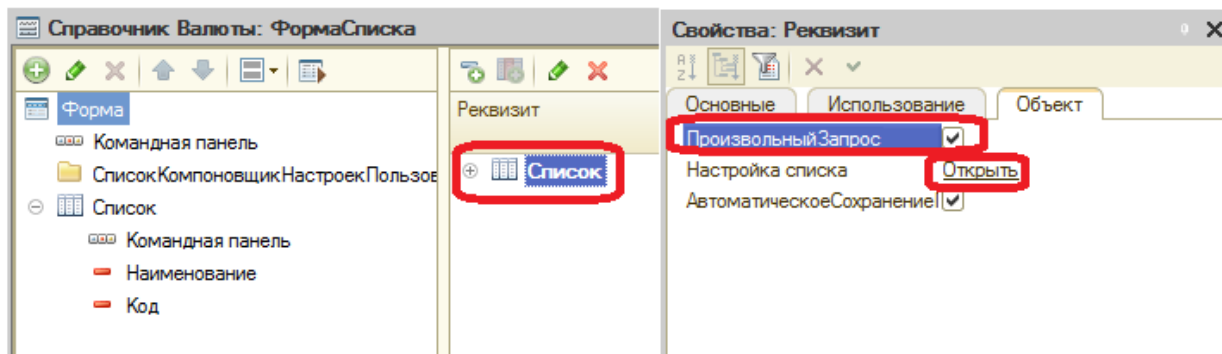 Справочник Валюты: ФормаСписка
Форма
Командная панель
СписокКомпоновщикНастроекПользов
Список
Командная панель
Наименование
Код
Реквизит
Список
Свойства: Реквизит
Основные Использование Объект
ПроизвольныйЗапрос
Настройка списка Открыть
АвтоматическоеСохранение